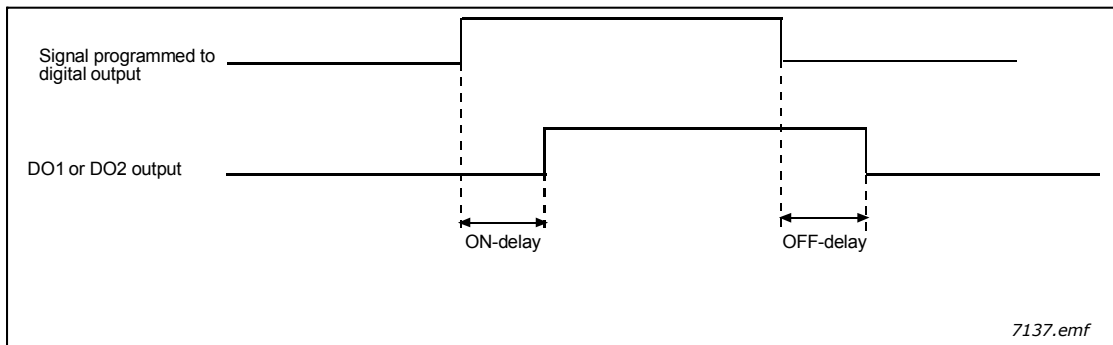 Signal programmed to
digital output
DO1 or DO2 output
ON-delay
OFF-delay
7137.emf